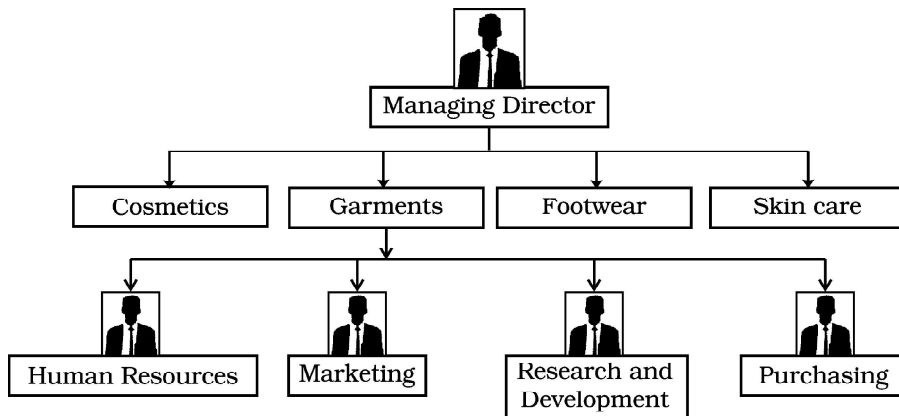 Managing Director
Cosmetics
Garments
Footwear
Skin care
Human Resources
Marketing
Research and
Development
Purchasing